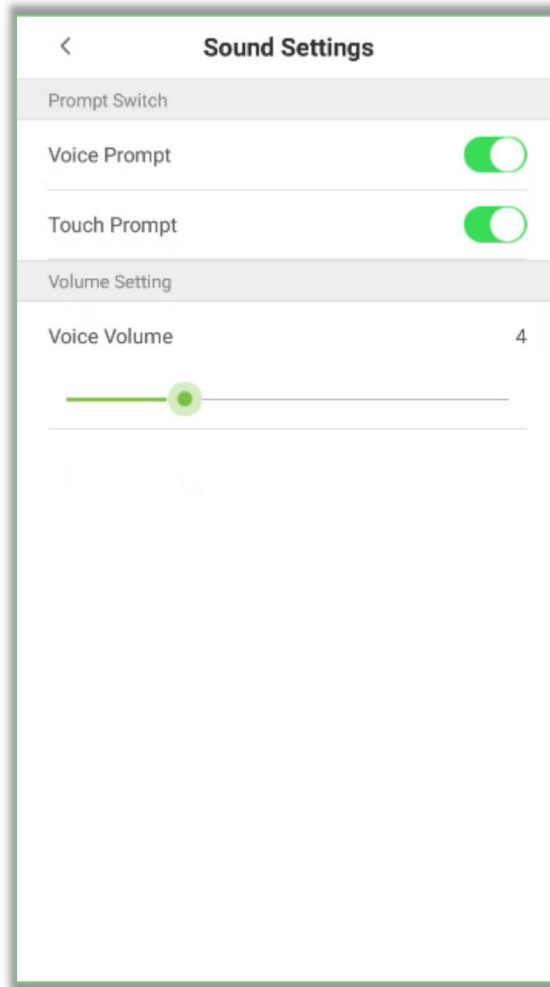 Sound Settings
Prompt Switch
Voice Prompt
Touch Prompt
Volume Setting
Voice Volume 4